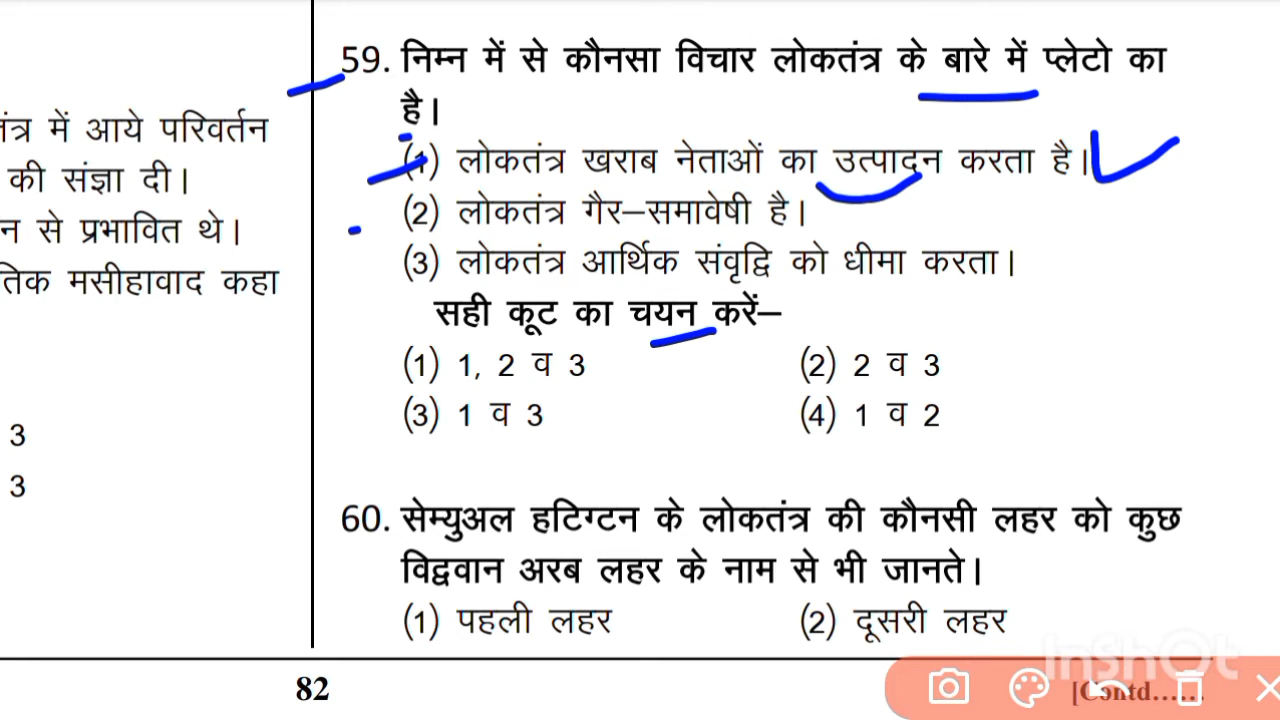 तंत्र में आये परिवर्तन
की संज्ञा दी।
न से प्रभावित थे।
तिक मसीहावाद कहा
3
3
59. निम्न में से कौनसा विचार लोकतंत्र के बारे में प्लेटो का
है।
(1) लोकतंत्र खराब नेताओं का उत्पादन करता है।
(2) लोकतंत्र गैर–समावेषी है।
(3) लोकतंत्र आर्थिक संवृद्वि को धीमा करता।
सही कूट का चयन करें–
(1) 1, 2 व 3 (2) 2 व 3
(3) 1 व 3 (4) 1 व 2
60. सेम्युअल हटिग्टन के लोकतंत्र की कौनसी लहर को कुछ
विद्ववान अरब लहर के नाम से भी जानते।
(1) पहली लहर (2) दूसरी लहर
82
[Contd......
InShOt